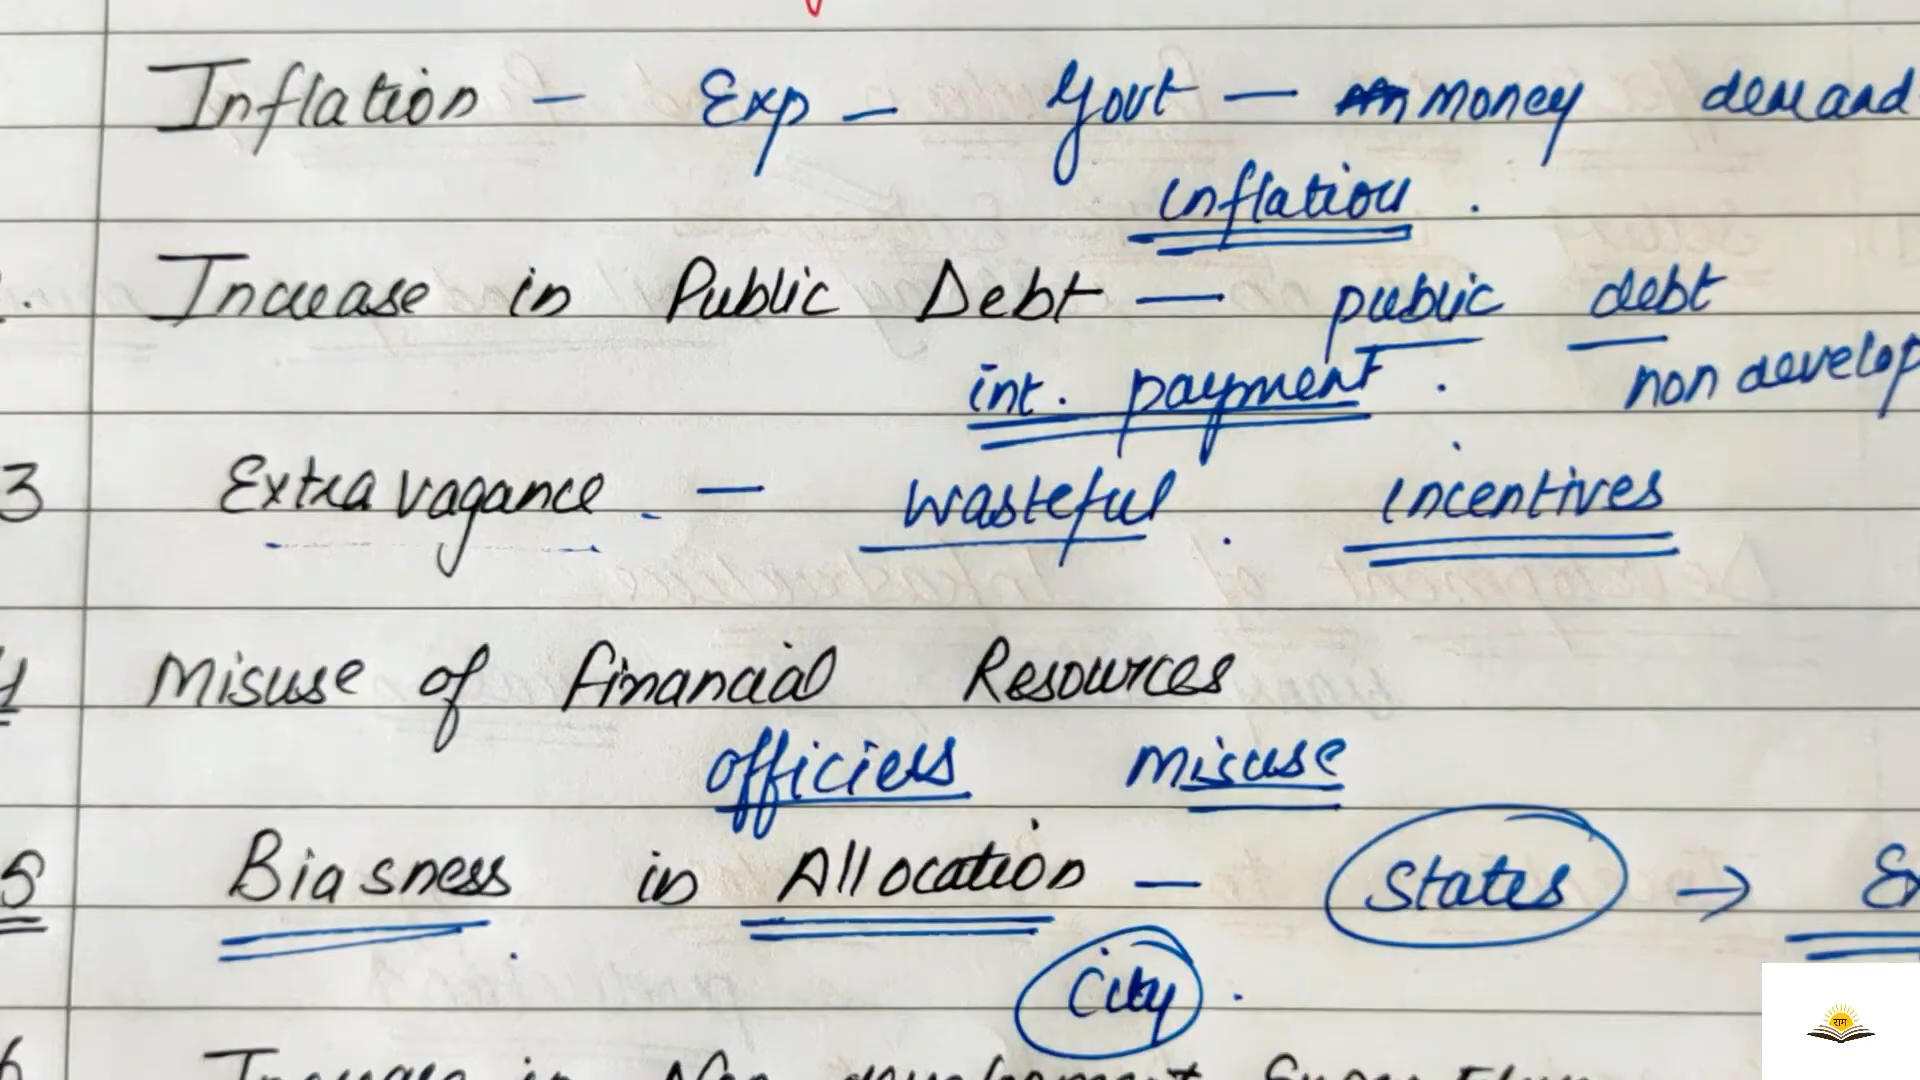 Inflation - Exp - Govt - money demand
inflation.
Increase in Public Debt - public debt
int. payment. non develop
3 Extravagance. - wasteful. incentives
4 Misuse of Financial Resources
officiers misuse
5 Biasness in Allocation - States →
City.
राम